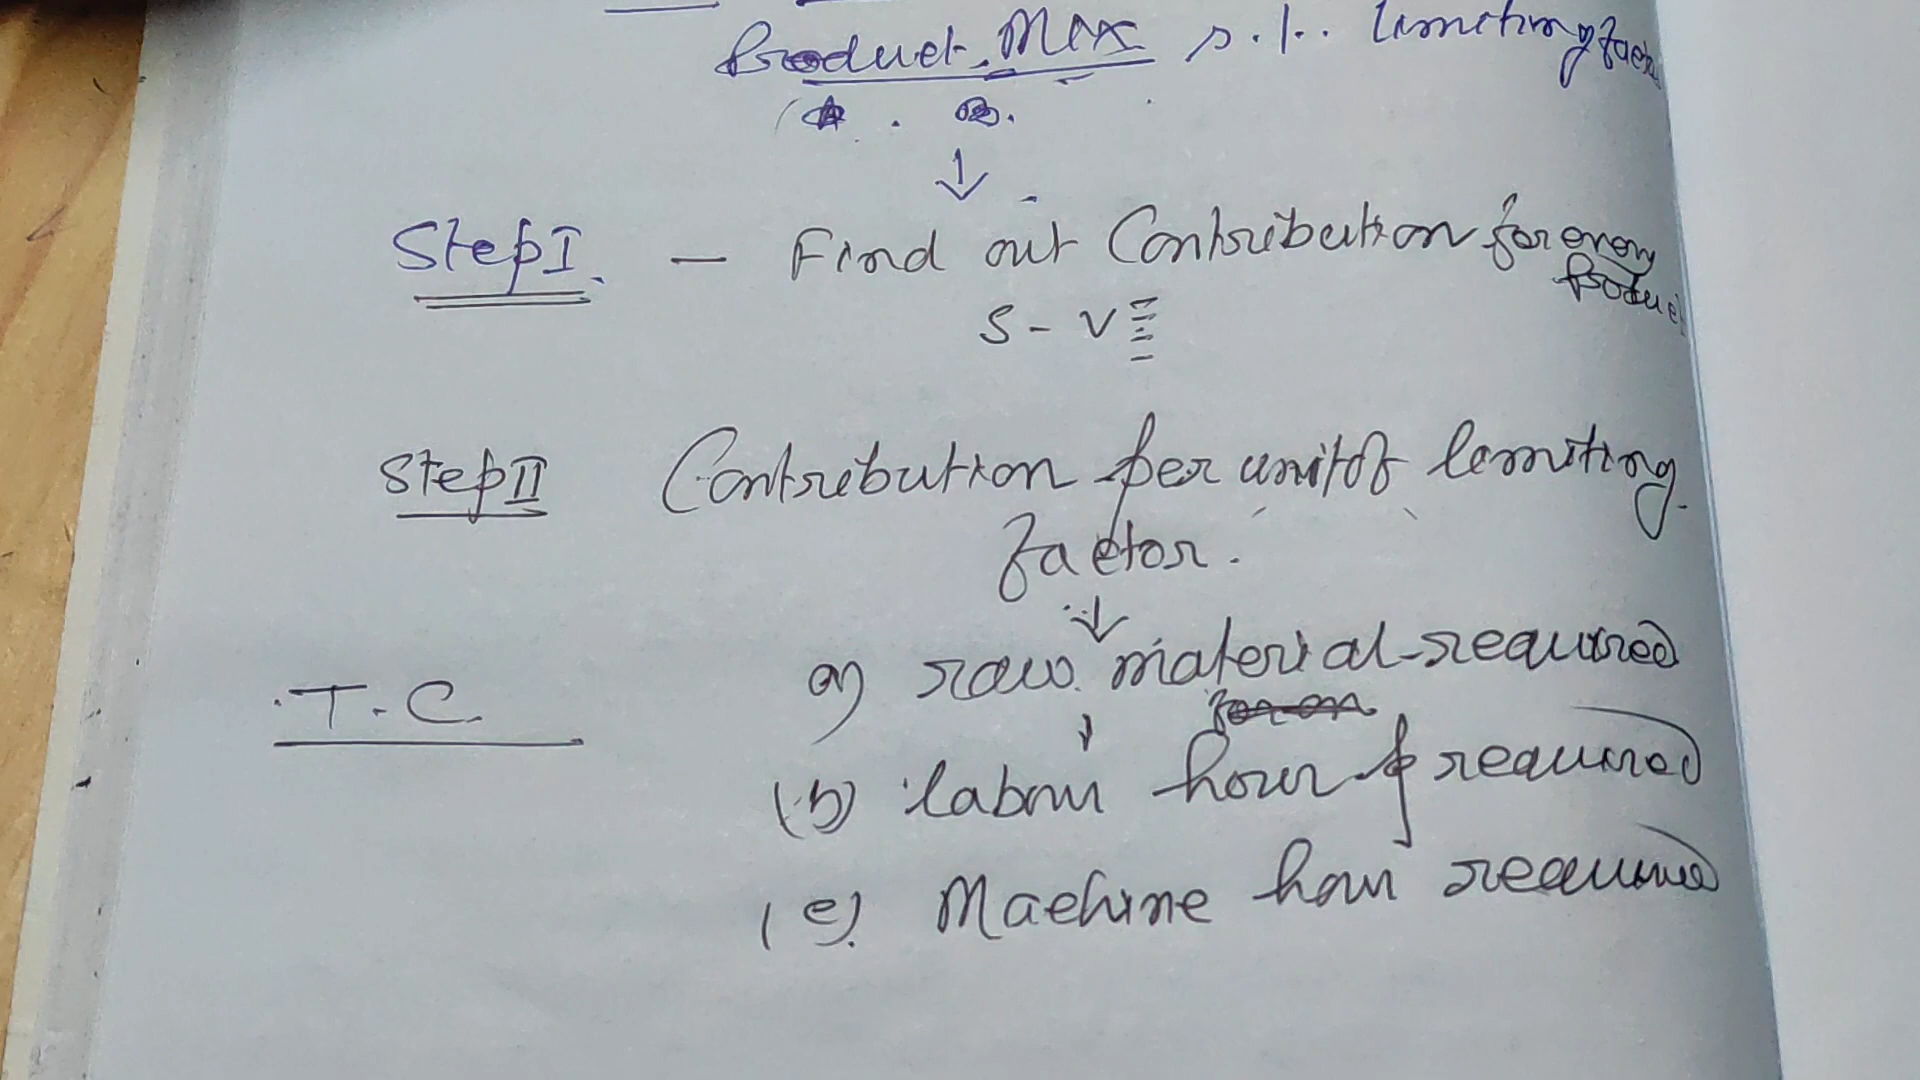 Product Mix s.t. limiting factor
(A . B.
Step I. - Find out Contribution for every
Product
S - V
Step II Contribution per unit of limiting
factor.
a) raw material required
(b) labour hour required
T.C.
(c). Machine hour required